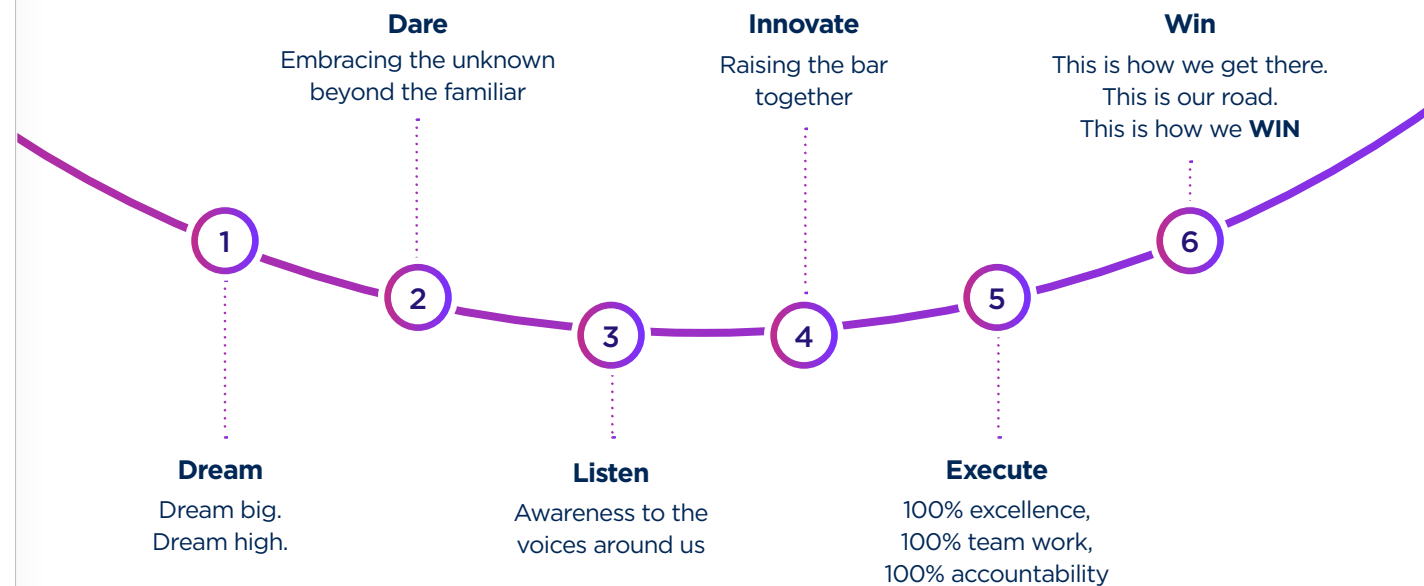 Dare
Embracing the unknown
beyond the familiar
Innovate
Raising the bar
together
Win
This is how we get there.
This is our road.
This is how we WIN
1
2
3
4
5
6
Dream
Dream big.
Dream high.
Listen
Awareness to the
voices around us
Execute
100% excellence,
100% team work,
100% accountability